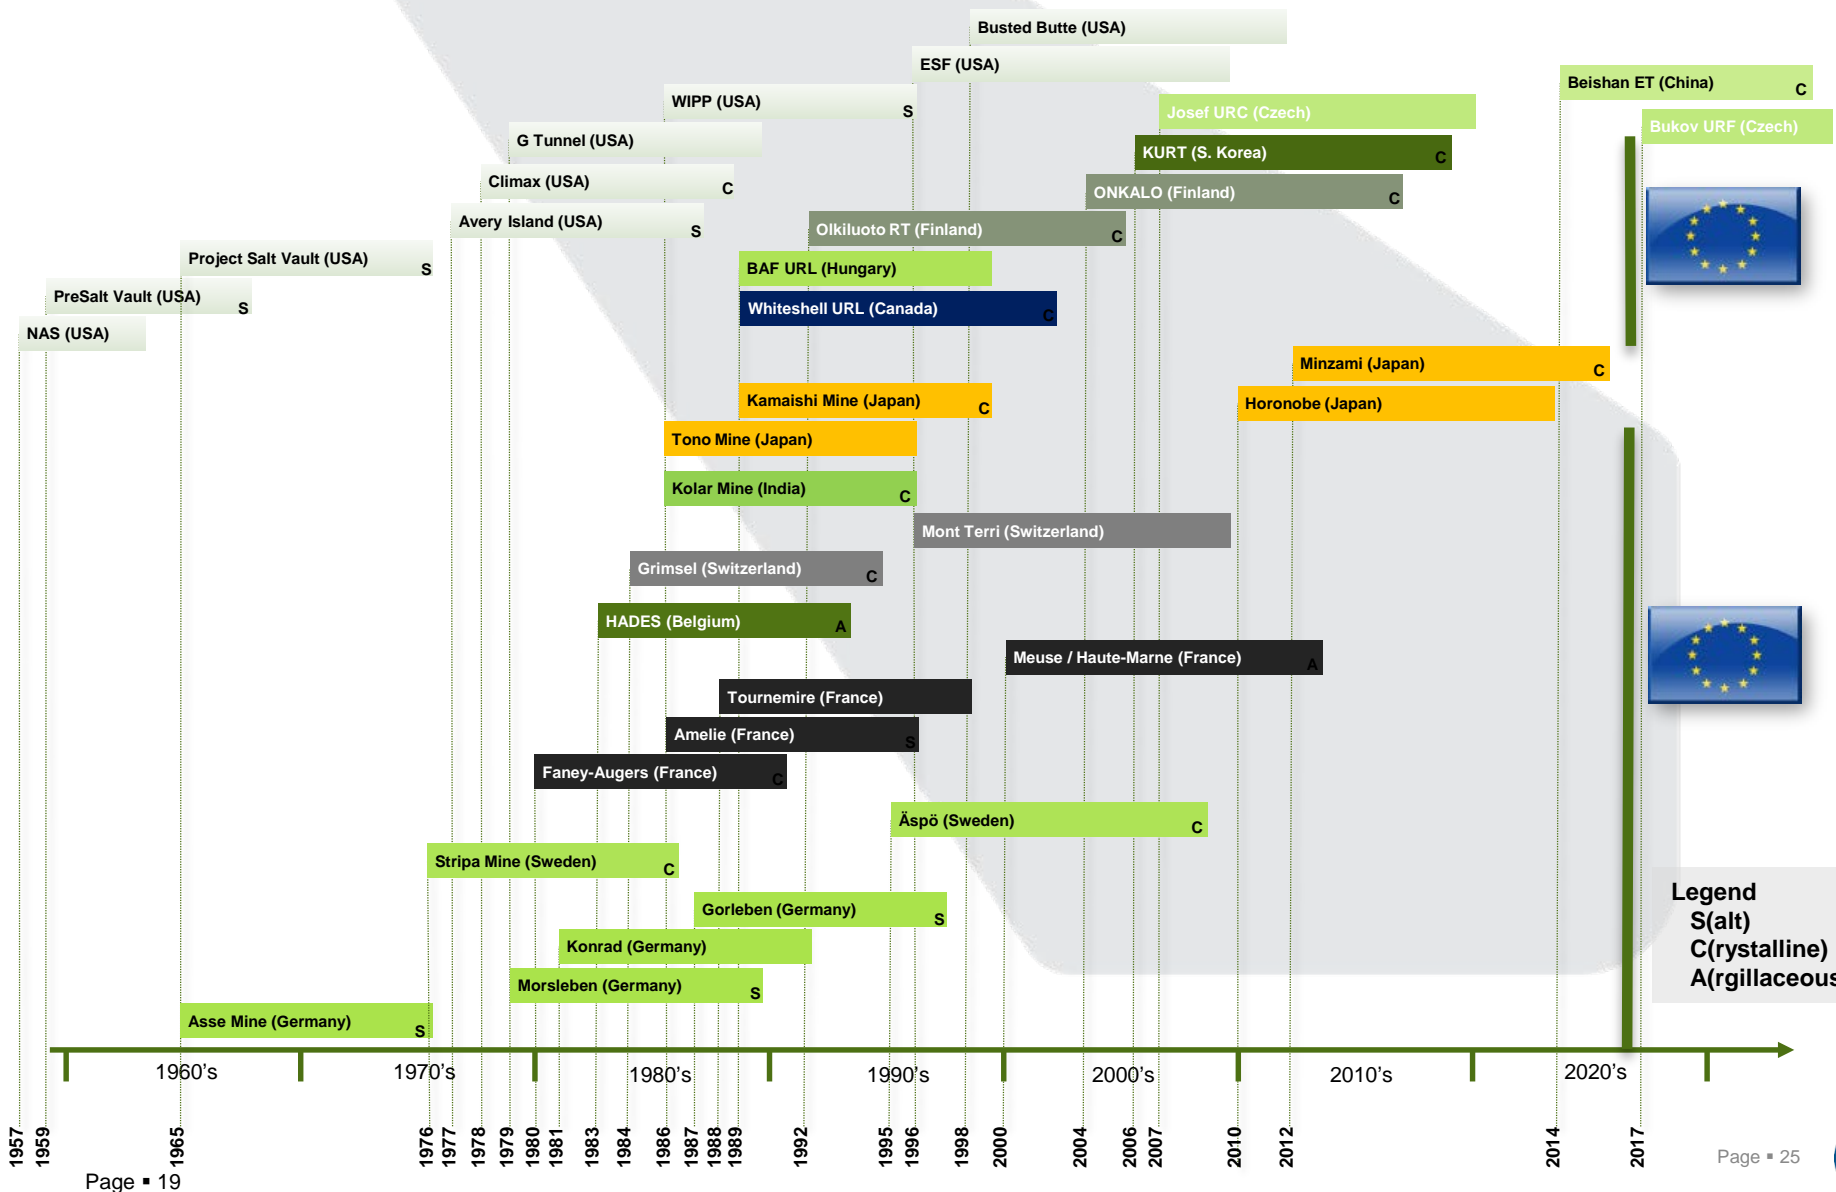 Busted Butte (USA)
ESF (USA)
Beishan ET (China)
C
WIPP (USA)
S
Josef URC (Czech)
Bukov URF (Czech)
G Tunnel (USA)
KURT (S. Korea)
C
Climax (USA)
C
ONKALO (Finland)
C
Avery Island (USA)
S
Olkiluoto RT (Finland)
C
Project Salt Vault (USA)
S
BAF URL (Hungary)
PreSalt Vault (USA)
S
Whiteshell URL (Canada)
C
NAS (USA)
Minzami (Japan)
C
Kamaishi Mine (Japan)
C
Horonobe (Japan)
Tono Mine (Japan)
Kolar Mine (India)
C
Mont Terri (Switzerland)
Grimsel (Switzerland)
C
HADES (Belgium)
A
Meuse / Haute-Marne (France)
A
Tournemire (France)
Amelie (France)
S
Faney-Augers (France)
C
Äspö (Sweden)
C
Stripa Mine (Sweden)
C
Gorleben (Germany)
S
Konrad (Germany)
Morsleben (Germany)
S
Asse Mine (Germany)
S
Legend
S(alt)
C(rystalline)
A(rgillaceous
1960's
1970's
1980's
1990's
2000's
2010's
2020's
1957
1959
1965
1976
1977
1978
1979
1980
1981
1983
1984
1986
1987
1988
1989
1992
1995
1996
1998
2000
2004
2006
2007
2010
2012
2014
2017
Page ▪ 25
Page ▪ 19